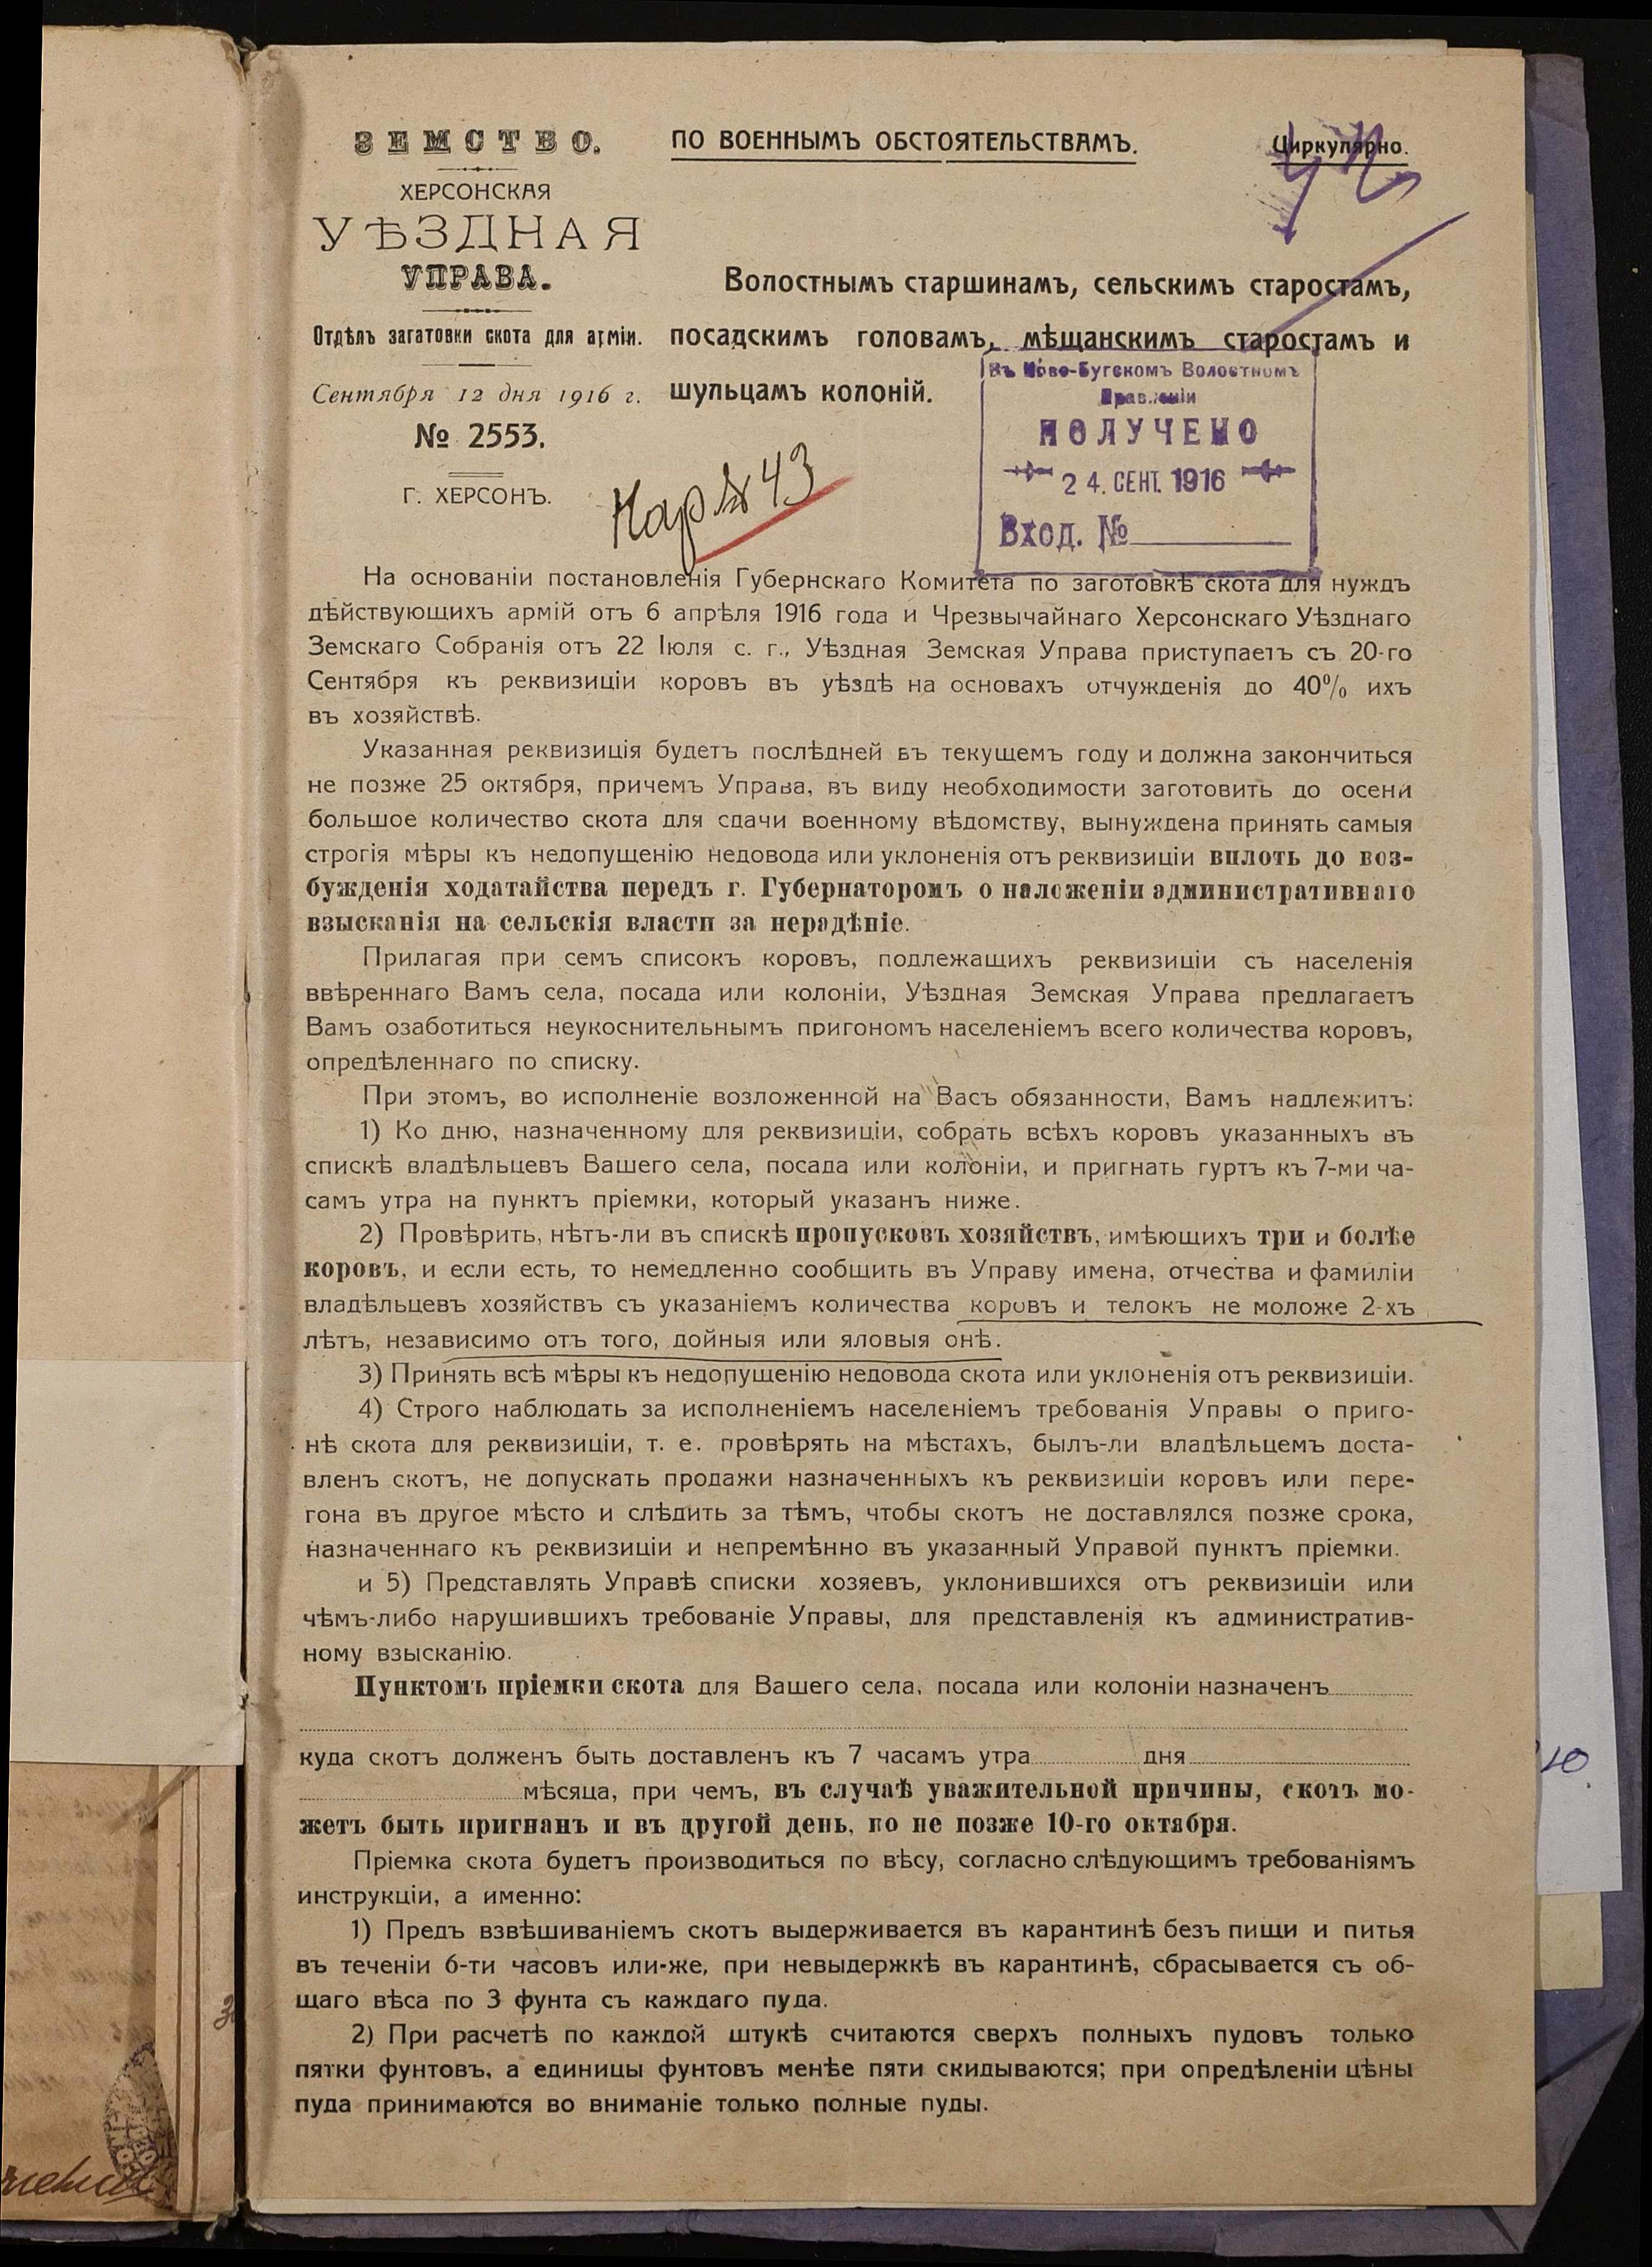 ЗЕМСТВО.
ХЕРСОНСКАЯ
УѢЗДНАЯ
УПРАВА.
Отдѣлъ загатовки скота для арміи.
Сентября 12 дня 1916 г.
№ 2553.
Г. ХЕРСОНЪ.
ПО ВОЕННЫМЪ ОБСТОЯТЕЛЬСТВАМЪ.
Циркулярно.
Волостнымъ старшинамъ, сельскимъ старостамъ,
посадскимъ головамъ, мѣщанскимъ старостамъ и
шульцамъ колоній.
Въ Ново-Бугскомъ Волостномъ
Правленіи
ПОЛУЧЕНО
24. СЕНТ. 1916
Вход. №
№ 43
На основаніи постановленія Губернскаго Комитета по заготовкѣ скота для нуждъ
дѣйствующихъ армій отъ 6 апрѣля 1916 года и Чрезвычайнаго Херсонскаго Уѣзднаго
Земскаго Собранія отъ 22 Іюля с. г., Уѣздная Земская Управа приступаетъ съ 20-го
Сентября къ реквизиціи коровъ въ уѣздѣ на основахъ отчужденія до 40% ихъ
въ хозяйствѣ.
Указанная реквизиція будетъ послѣдней въ текущемъ году и должна закончиться
не позже 25 октября, причемъ Управа, въ виду необходимости заготовить до осени
большое количество скота для сдачи военному вѣдомству, вынуждена принять самыя
строгія мѣры къ недопущенію недовода или уклоненія отъ реквизиціи вплоть до воз-
бужденія ходатайства передъ г. Губернаторомъ о наложеніи административнаго
взысканія на сельскія власти за нерадѣніе.
Прилагая при семъ списокъ коровъ, подлежащихъ реквизиціи съ населенія
ввѣреннаго Вамъ села, посада или колоніи, Уѣздная Земская Управа предлагаетъ
Вамъ озаботиться неукоснительнымъ пригономъ населеніемъ всего количества коровъ,
опредѣленнаго по списку.
При этомъ, во исполненіе возложенной на Васъ обязанности, Вамъ надлежитъ:
1) Ко дню, назначенному для реквизиціи, собрать всѣхъ коровъ указанныхъ въ
спискѣ владѣльцевъ Вашего села, посада или колоніи, и пригнать гуртъ къ 7-ми ча-
самъ утра на пунктъ пріемки, который указанъ ниже.
2) Провѣрить, нѣтъ-ли въ спискѣ пропусковъ хозяйствъ, имѣющихъ три и болѣе
коровъ, и если есть, то немедленно сообщить въ Управу имена, отчества и фамиліи
владѣльцевъ хозяйствъ съ указаніемъ количества коровъ и телокъ не моложе 2-хъ
лѣтъ, независимо отъ того, дойныя или яловыя онѣ.
3) Принять всѣ мѣры къ недопущенію недовода скота или уклоненія отъ реквизиціи.
4) Строго наблюдать за исполненіемъ населеніемъ требованія Управы о приго-
нѣ скота для реквизиціи, т. е. провѣрять на мѣстахъ, былъ-ли владѣльцемъ доста-
вленъ скотъ, не допускать продажи назначенныхъ къ реквизиціи коровъ или пере-
гона въ другое мѣсто и слѣдить за тѣмъ, чтобы скотъ не доставлялся позже срока,
назначеннаго къ реквизиціи и непремѣнно въ указанный Управой пунктъ пріемки.
и 5) Представлять Управѣ списки хозяевъ, уклонившихся отъ реквизиціи или
чѣмъ-либо нарушившихъ требованіе Управы, для представленія къ административ-
ному взысканію.
Пунктомъ пріемки скота для Вашего села, посада или колоніи назначенъ
куда скотъ долженъ быть доставленъ къ 7 часамъ утра дня
мѣсяца, при чемъ, въ случаѣ уважительной причины, скотъ мо-
жетъ быть пригнанъ и въ другой день, но не позже 10-го октября.
Пріемка скота будетъ производиться по вѣсу, согласно слѣдующимъ требованіямъ
инструкціи, а именно:
1) Предъ взвѣшиваніемъ скотъ выдерживается въ карантинѣ безъ пищи и питья
въ теченіи 6-ти часовъ или-же, при невыдержкѣ въ карантинѣ, сбрасывается съ об-
щаго вѣса по 3 фунта съ каждаго пуда.
2) При расчетѣ по каждой штукѣ считаются сверхъ полныхъ пудовъ только
пятки фунтовъ, а единицы фунтовъ менѣе пяти скидываются; при опредѣленіи цѣны
пуда принимаются во вниманіе только полные пуды.